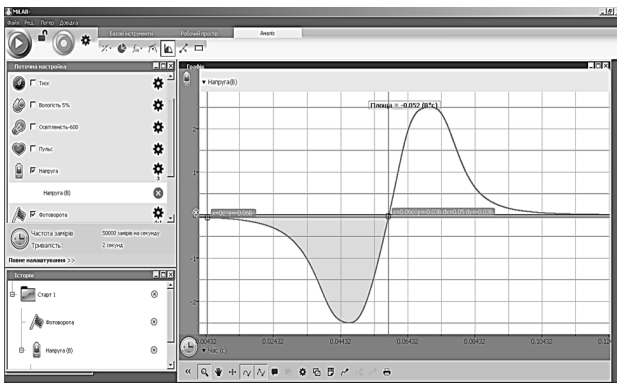 MiLAB-
Файл Ред. Логер Довідка
Базові інструменти Робочий простір Аналіз
Поточна настройка
Тиск
Вологість 5%
Освітленість-600
Пульс
Напруга
Напруга (В)
Фотоворота
Частота замірів 50000 замірів на секунду
Тривалість: 2 секунд
Повне налаштування >>
Історія
Старт 1
Фотоворота
Напруга (В)
Графік
Напруга(В)
Площа = -0.052 (В*с)
2
1
-1
-2
0.00432 0.02432 0.04432 0.06432 0.08432 0.10432 0.12
Час (с)